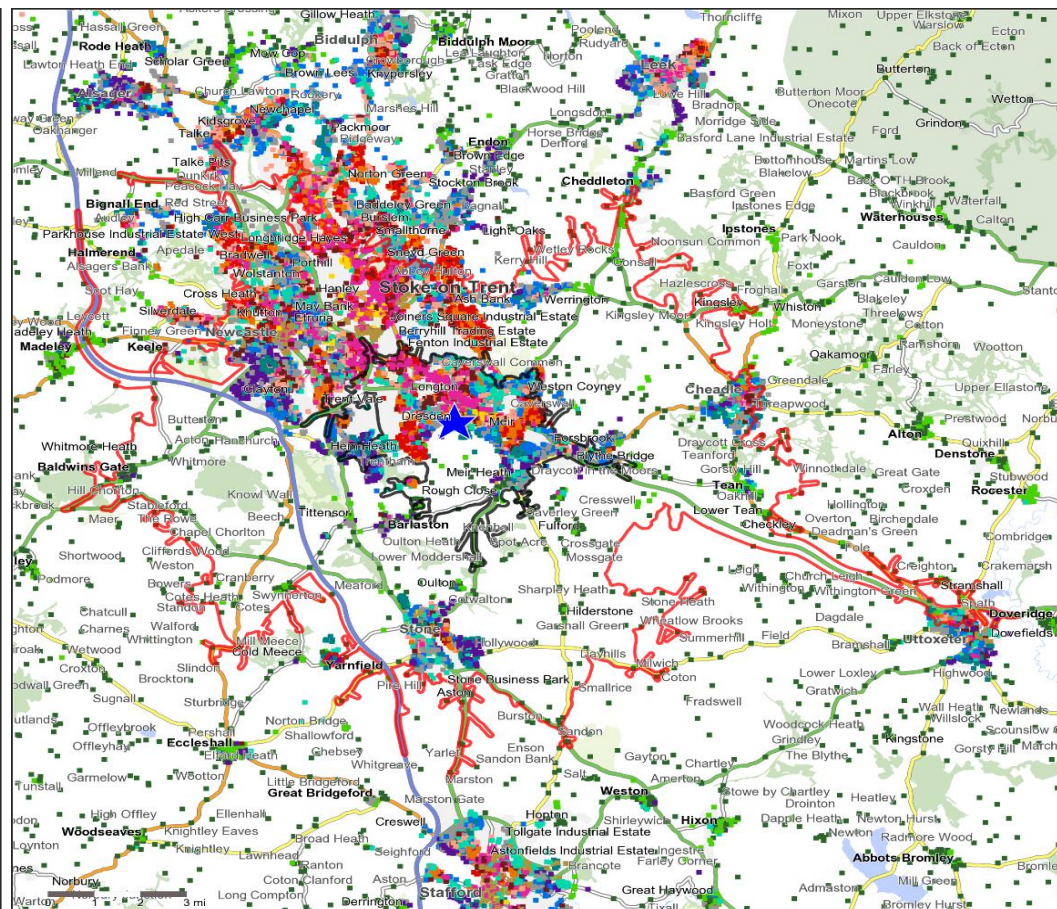 Hassall Green
Gillow Heath
Thorncliffe
Mixon
Upper Elkstone
Warslow
Ecton
Rode Heath
Biddulph
Biddulph Moor
Poolend
Rudyard
Back of Ecton
Scholar Green
Mow Cop
Lawton Heath End
Brown Lees
Knypersley
Gratton
Leek
Butterton
Blackwood Hill
Lowe Hill
Alsager
Church Lawton
Rookery
Butterton Moor
Wetton
Newchapel
Marshes Hill
Longsdon
Bradnop
Onecote
Oakhanger
Kidsgrove
Packmoor
Morridge Side
Grindon
Talke
Ridgeway
Horse Bridge
Basford Lane Industrial Estate
Ford
Endon
Denford
Brown Edge
Bottomhouse
Martins Low
Talke Pits
Stanley
Blakelow
Millend
Dunkirk
Norton Green
Stockton Brook
Cheddleton
Back O' TH Brook
Peacock Hay
Blackbrook
Bignall End
Red Street
Baddeley Green
Bagnall
Basford Green
Winkhill
Waterfall
Audley
High Carr Business Park
Burslem
Ipstones Edge
Waterhouses
Calton
Parkhouse Industrial Estate West
Longbridge Hayes
Smallthorne
Light Oaks
Ipstones
Park Nook
Halmerend
Apedale
Bradwell
Sneyd Green
Wetley Rocks
Noonsun Common
Cauldon
Alsagers Bank
Porthill
Kerry Hill
Consall
Foxt
Wolstanton
Abbey Hulton
Hazlescross
Froghall
Garston
Cauldon Low
Scot Hay
Cross Heath
Hanley
Stoke-on-Trent
Ash Bank
Werrington
Kingsley
Whiston
Blakeley
Silverdale
Knutton
May Bank
Etruria
Joiners Square Industrial Estate
Kingsley Moor
Kingsley Holt
Moneystone
Threelows
Leycett
Finney Green
Newcastle
Berryhill Trading Estate
Cotton
Madeley Heath
Fenton Industrial Estate
Ramshorn
Wootton
Madeley
Keele
Caverswall Common
Oakamoor
Farley
Clayton
Longton
Weston Coyney
Cheadle
Greendale
Upper Ellastone
Trent Vale
Caverswall
Threapwood
Butterton
Dresden
Meir
Prestwood
Acton
Hanchurch
Forsbrook
Alton
Quixhill
Whitmore Heath
Hem Heath
Draycott Cross
Denstone
Whitmore
Trentham
Blythe Bridge
Teanford
Winnothdale
Stubwood
Baldwins Gate
Meir Heath
Draycott in the Moors
Gorsty Hill
Great Gate
Tean
Croxden
Rocester
Hill Chorlton
Knowl Wall
Rough Close
Cresswell
Oakhill
Hollington
Stableford
Beech
Tittensor
Saverley Green
Lower Tean
Overton
Birchendale
Maer
The Rowe
Barlaston
Fulford
Checkley
Deadman's Green
Combridge
Chapel Chorlton
Oulton Heath
Spot Acre
Crossgate
Shortwood
Cliffords Wood
Lower Moddershall
Mossgate
Creighton
Crakemarsh
Weston
Leigh
Church Leigh
Podmore
Bowers
Cranberry
Meaford
Oulton
Sharpley Heath
Withington
Withington Green
Stramshall
Cotes Heath
Swynnerton
Cotwalton
Stone Heath
Spath
Standon
Cotes
Hilderstone
Doveridge
Chatcull
Walford
Garshall Green
Wheatlow Brooks
Dagdale
Charnes
Whittington
Mill Meece
Stone
Hollywood
Summerhill
Field
Uttoxeter
Dovefields
Wetwood
Cold Meece
Bramshall
Croxton
Slindon
Yarnfield
Dayhills
Milwich
Highwood
Brockton
Stone Business Park
Coton
Lower Loxley
Sugnall
Sturbridge
Pire Hill
Aston
Smallrice
Gratwich
Wall Heath
Newlands
Offleybrook
Norton Bridge
Burston
Fradswell
Willslock
Pershall
Shallowford
Sandon
Woodcock Heath
Offleyhay
Eccleshall
Chebsey
Enson
Grindley
Kingstone
Yarlet
Sandon Bank
Gayton
Chartley
The Blythe
Gorsty Hill
Garmelow
Wootton
Whitgreave
Marston
Salt
Amerton
Little Bridgeford
Great Bridgeford
Marston Gate
Weston
Stowe by Chartley
Heatley
High Offley
Ellenhall
Hopton
Shirleywich
Hixon
Drointon
Newton Hurst
Woodseaves
Knightley Eaves
Creswell
Tollgate Industrial Estate
Dapple Heath
Newton
Radmore Wood
Knightley
Broad Heath
Seighford
Astonfields Industrial Estate
Ingestre
Lawnhead
Ranton
Brancote
Farley Corner
Abbots Bromley
Aston
Mill Green
Norbury
Coton Clanford
Stafford
Great Haywood
Admaston
Long Compton
Derrington
Tixall
Bromley Hurst
1 2 3 mi